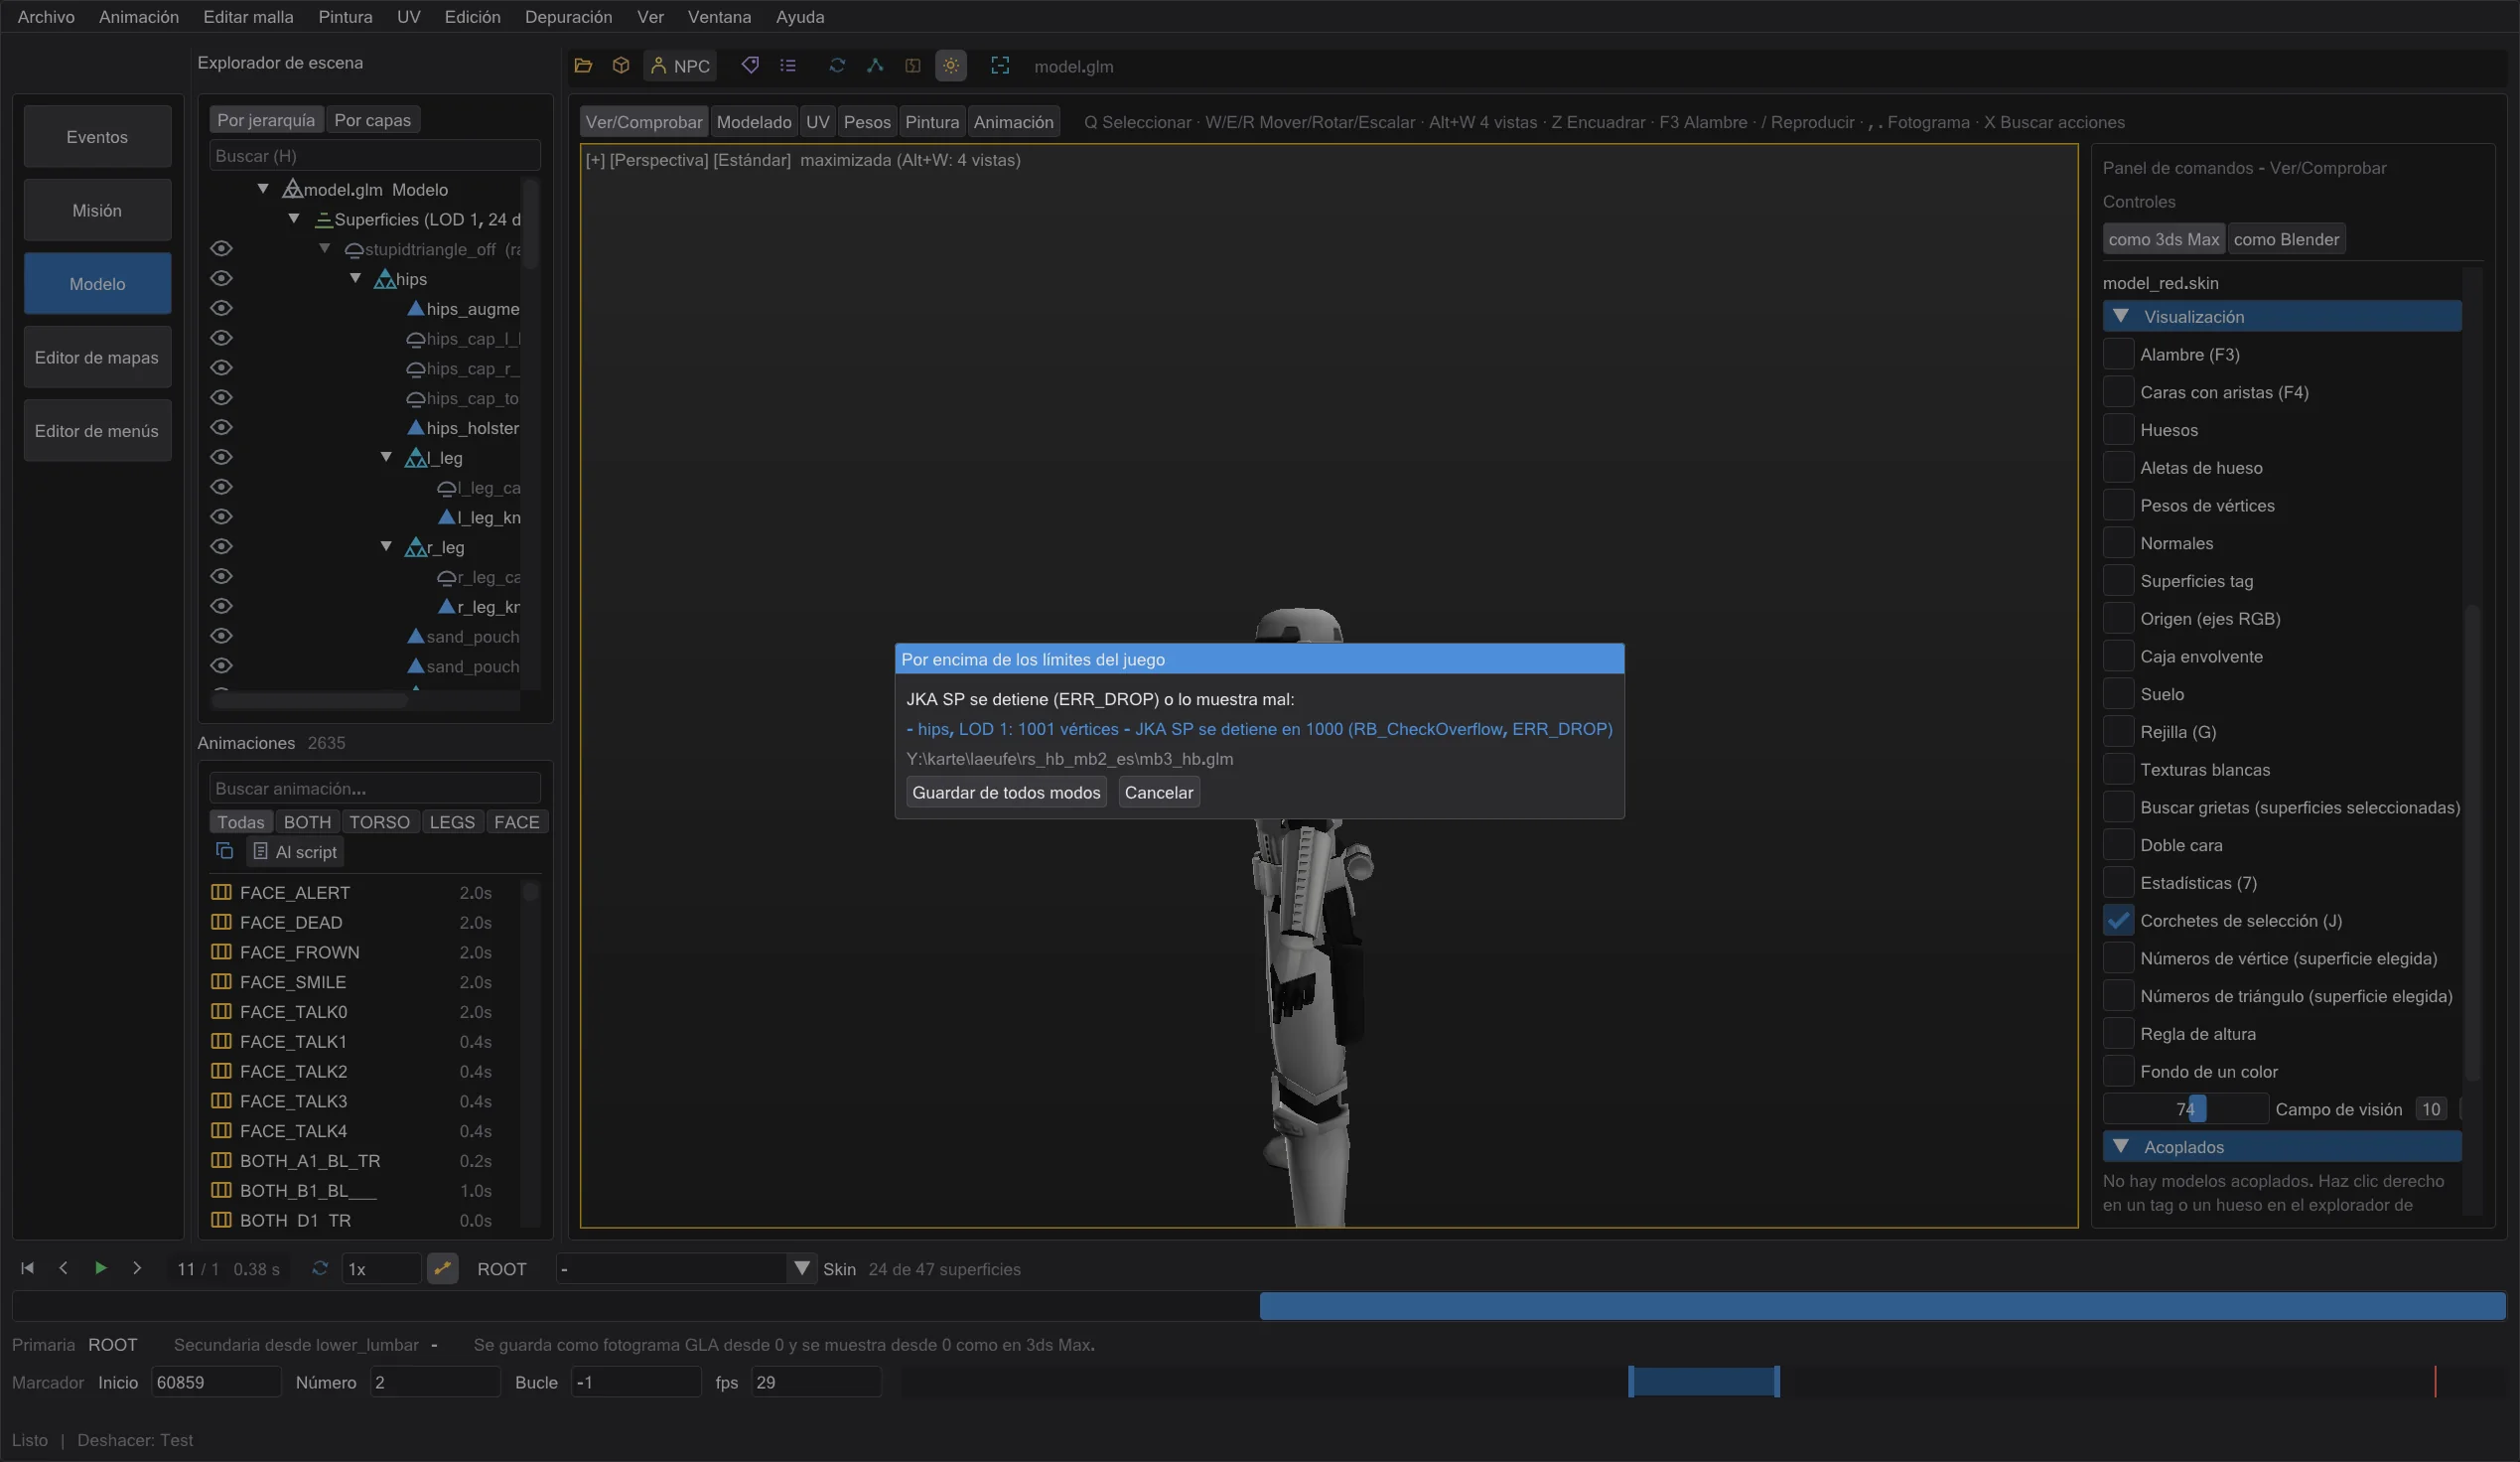 Archivo Animación Editar malla Pintura UV Edición Depuración Ver Ventana Ayuda
Explorador de escena
NPC model.glm
Eventos
Misión
Modelo
Editor de mapas
Editor de menús
Por jerarquía Por capas
Buscar (H)
model.glm Modelo
Superficies (LOD 1, 24 d
stupidtriangle_off (ra
hips
hips_augme
hips_cap_l_l
hips_cap_r_
hips_cap_to
hips_holster
l_leg
l_leg_ca
l_leg_kn
r_leg
r_leg_ca
r_leg_kn
sand_pouch
sand_pouch
Animaciones 2635
Buscar animación...
Todas BOTH TORSO LEGS FACE
Al script
FACE_ALERT 2.0s
FACE_DEAD 2.0s
FACE_FROWN 2.0s
FACE_SMILE 2.0s
FACE_TALK0 2.0s
FACE_TALK1 0.4s
FACE_TALK2 0.4s
FACE_TALK3 0.4s
FACE_TALK4 0.4s
BOTH_A1_BL_TR 0.2s
BOTH_B1_BL___ 1.0s
BOTH_D1_TR 0.0s
Ver/Comprobar Modelado UV Pesos Pintura Animación Q Seleccionar · W/E/R Mover/Rotar/Escalar · Alt+W 4 vistas · Z Encuadrar · F3 Alambre · / Reproducir · , . Fotograma · X Buscar acciones
[+] [Perspectiva] [Estándar] maximizada (Alt+W: 4 vistas)
Por encima de los límites del juego
JKA SP se detiene (ERR_DROP) o lo muestra mal:
- hips, LOD 1: 1001 vértices - JKA SP se detiene en 1000 (RB_CheckOverflow, ERR_DROP)
Y:\karte\laeufe\rs_hb_mb2_es\mb3_hb.glm
Guardar de todos modos Cancelar
Panel de comandos - Ver/Comprobar
Controles
como 3ds Max como Blender
model_red.skin
Visualización
Alambre (F3)
Caras con aristas (F4)
Huesos
Aletas de hueso
Pesos de vértices
Normales
Superficies tag
Origen (ejes RGB)
Caja envolvente
Suelo
Rejilla (G)
Texturas blancas
Buscar grietas (superficies seleccionadas)
Doble cara
Estadísticas (7)
Corchetes de selección (J)
Números de vértice (superficie elegida)
Números de triángulo (superficie elegida)
Regla de altura
Fondo de un color
74 Campo de visión 10
Acoplados
No hay modelos acoplados. Haz clic derecho
en un tag o un hueso en el explorador de
11 / 1 0.38 s 1x ROOT - Skin 24 de 47 superficies
Primaria ROOT Secundaria desde lower_lumbar - Se guarda como fotograma GLA desde 0 y se muestra desde 0 como en 3ds Max.
Marcador Inicio 60859 Número 2 Bucle -1 fps 29
Listo | Deshacer: Test